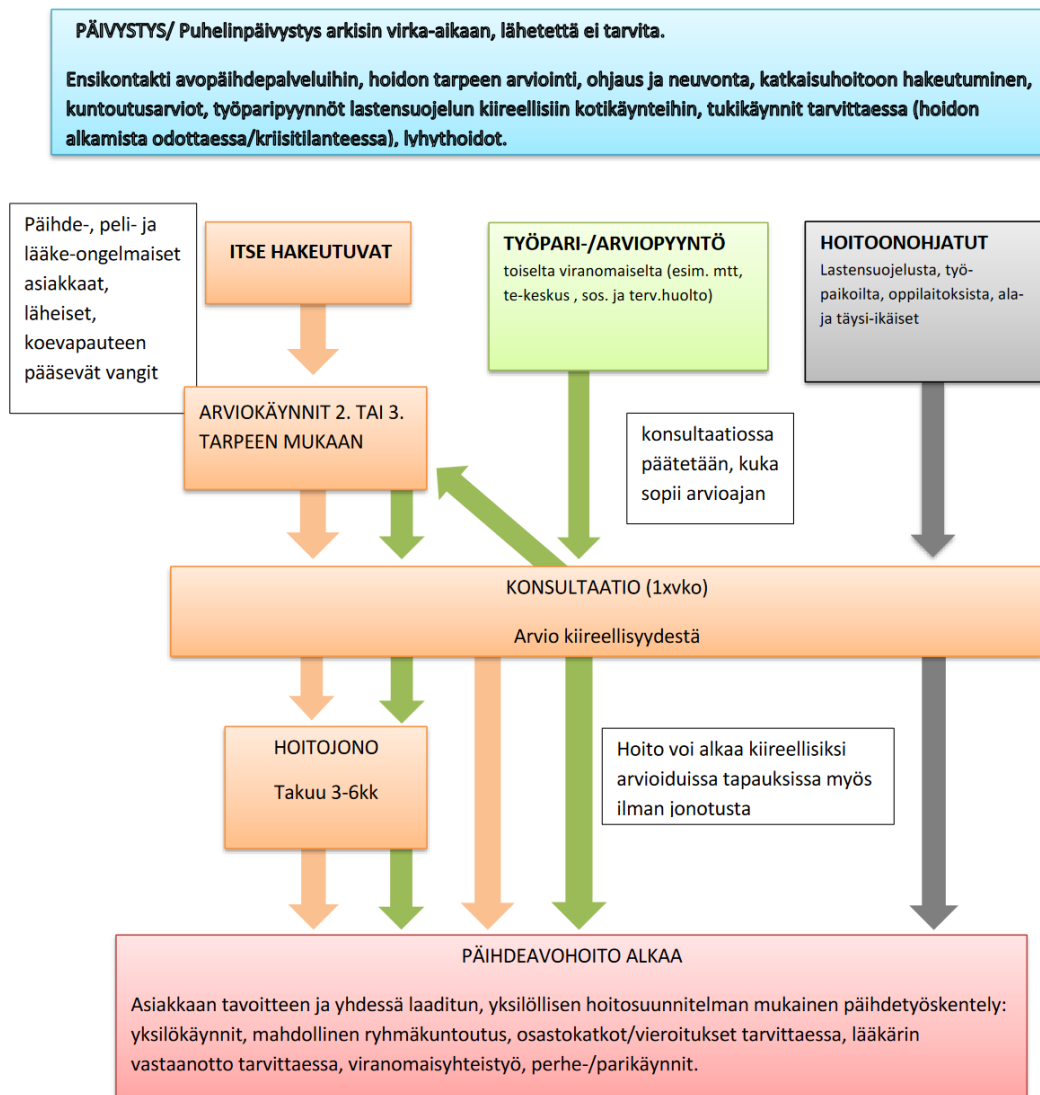 PÄIVYSTYS/ Puhelinpäivystys arkisin virka-aikaan, lähetettä ei tarvita.
Ensikontakti avopäihdepalveluihin, hoidon tarpeen arviointi, ohjaus ja neuvonta, katkaisuhoitoon hakeutuminen,
kuntoutusarviot, työparipyynnöt lastensuojelun kiireellisiin kotikäynteihin, tukikäynnit tarvittaessa (hoidon
alkamista odottaessa/kriisitilanteessa), lyhythoidot.
Päihde-, peli- ja
lääke-ongelmaiset
asiakkaat,
läheiset,
koevapauteen
pääsevät vangit
ITSE HAKEUTUVAT
TYÖPARI-/ARVIOPYYNTÖ
toiselta viranomaiselta (esim. mtt,
te-keskus , sos. ja terv.huolto)
HOITOONOHJATUT
Lastensuojelusta, työ-
paikoilta, oppilaitoksista, ala-
ja täysi-ikäiset
ARVIOKÄYNNIT 2. TAI 3.
TARPEEN MUKAAN
konsultaatiossa
päätetään, kuka
sopii arvioajan
KONSULTAATIO (1xvko)
Arvio kiireellisyydestä
HOITOJONO
Takuu 3-6kk
Hoito voi alkaa kiireellisiksi
arvioiduissa tapauksissa myös
ilman jonotusta
PÄIHDEAVOHOITO ALKAA
Asiakkaan tavoitteen ja yhdessä laaditun, yksilöllisen hoitosuunnitelman mukainen päihdetyöskentely:
yksilökäynnit, mahdollinen ryhmäkuntoutus, osastokatkot/vieroitukset tarvittaessa, lääkärin
vastaanotto tarvittaessa, viranomaisyhteistyö, perhe-/parikäynnit.